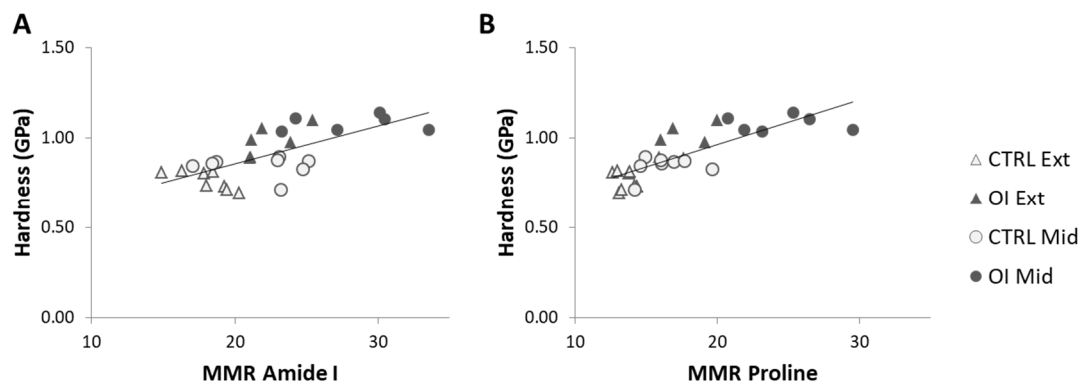 A
1.50
1.00
0.50
0.00
10
20
30
Hardness (GPa)
MMR Amide I
B
1.50
1.00
0.50
0.00
10
20
30
Hardness (GPa)
MMR Proline
CTRL Ext
OI Ext
CTRL Mid
OI Mid